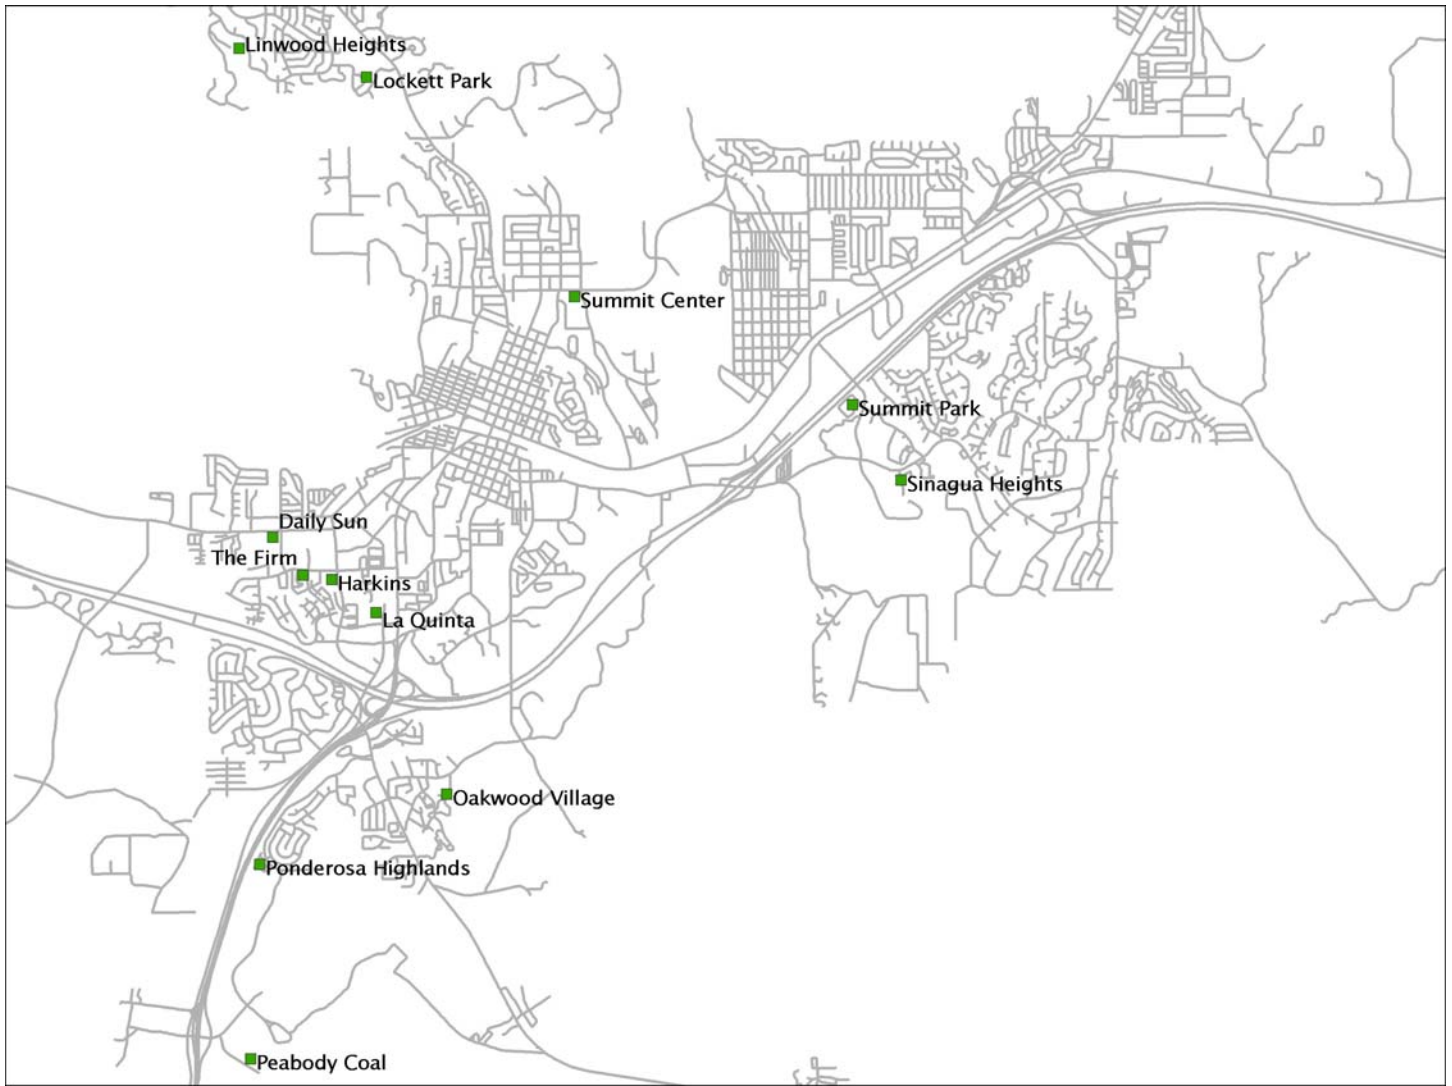 Linwood Heights
Lockett Park
Summit Center
Summit Park
Sinagua Heights
Daily Sun
The Firm
Harkins
La Quinta
Oakwood Village
Ponderosa Highlands
Peabody Coal